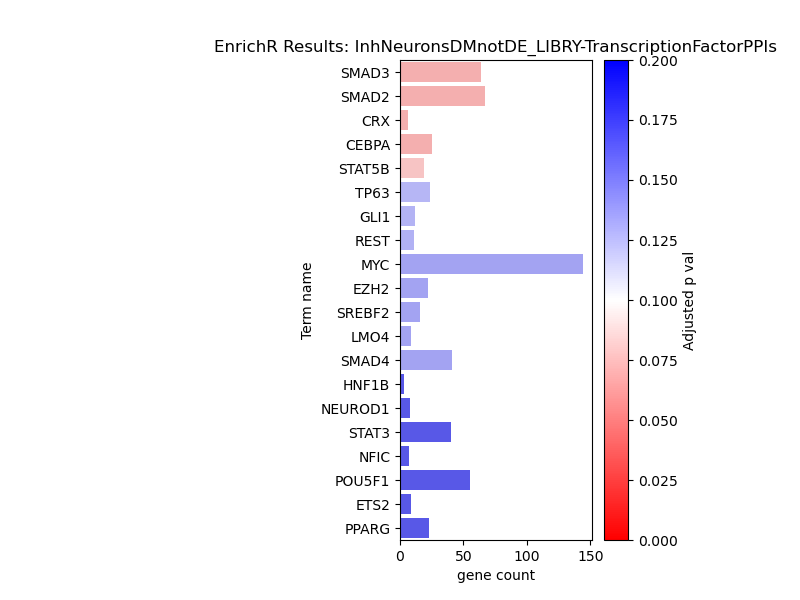 EnrichR Results: InhNeuronsDMnotDE_LIBRY-TranscriptionFactorPPIs
SMAD3
SMAD2
CRX
CEBPA
STAT5B
TP63
GLI1
REST
MYC
EZH2
SREBF2
LMO4
SMAD4
HNF1B
NEUROD1
STAT3
NFIC
POU5F1
ETS2
PPARG
Term name
0 50 100 150
gene count
0.200
0.175
0.150
0.125
0.100
0.075
0.050
0.025
0.000
Adjusted p val